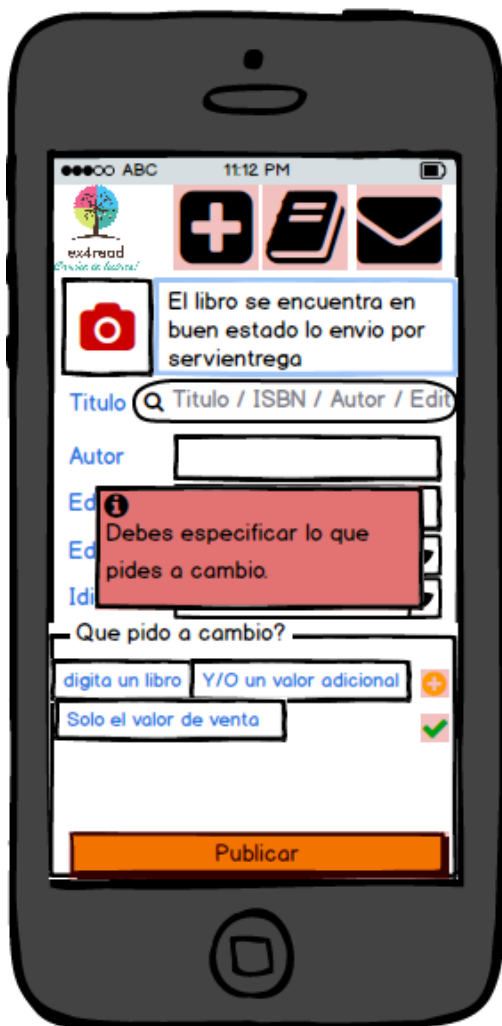 ABC 11:12 PM
ex4read
El libro se encuentra en
buen estado lo envio por
servientrega
Titulo Titulo / ISBN / Autor / Edit
Autor
Ed
Debes especificar lo que
Ed
pides a cambio.
Idi
Que pido a cambio?
digita un libro Y/O un valor adicional
Solo el valor de venta
Publicar